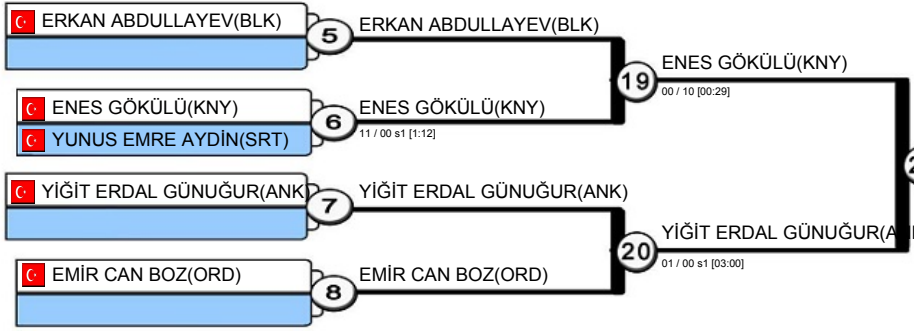 ERKAN ABDULLAYEV(BLK)
5
ERKAN ABDULLAYEV(BLK)
19
ENES GÖKÜLÜ(KNY)
00 / 10 [00:29]
ENES GÖKÜLÜ(KNY)
YUNUS EMRE AYDİN(SRT)
6
ENES GÖKÜLÜ(KNY)
11 / 00 s1 [1:12]
YİĞİT ERDAL GÜNUĞUR(ANK)
7
YİĞİT ERDAL GÜNUĞUR(ANK)
20
YİĞİT ERDAL GÜNUĞUR(
01 / 00 s1 [03:00]
EMİR CAN BOZ(ORD)
8
EMİR CAN BOZ(ORD)